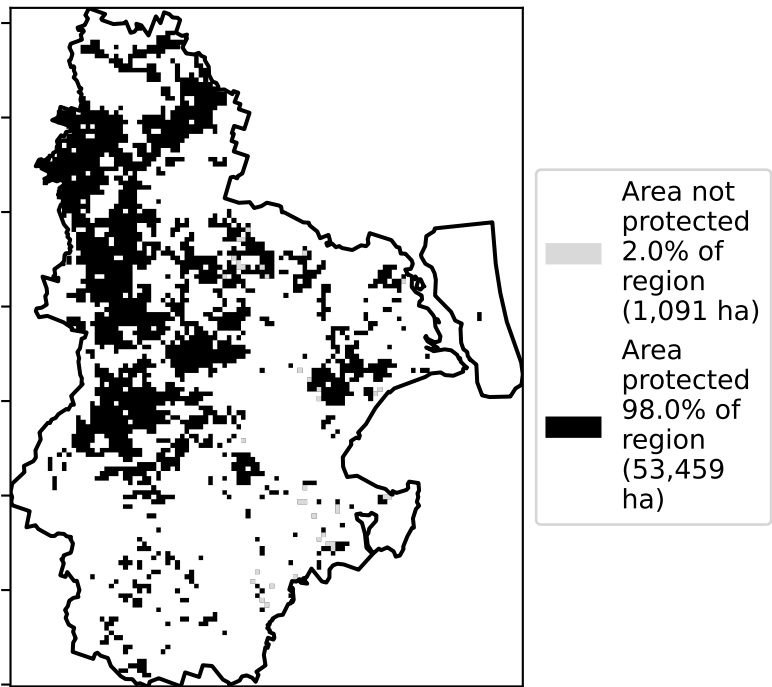 Area not
protected
2.0% of
region
(1,091 ha)
Area
protected
98.0% of
region
(53,459
ha)